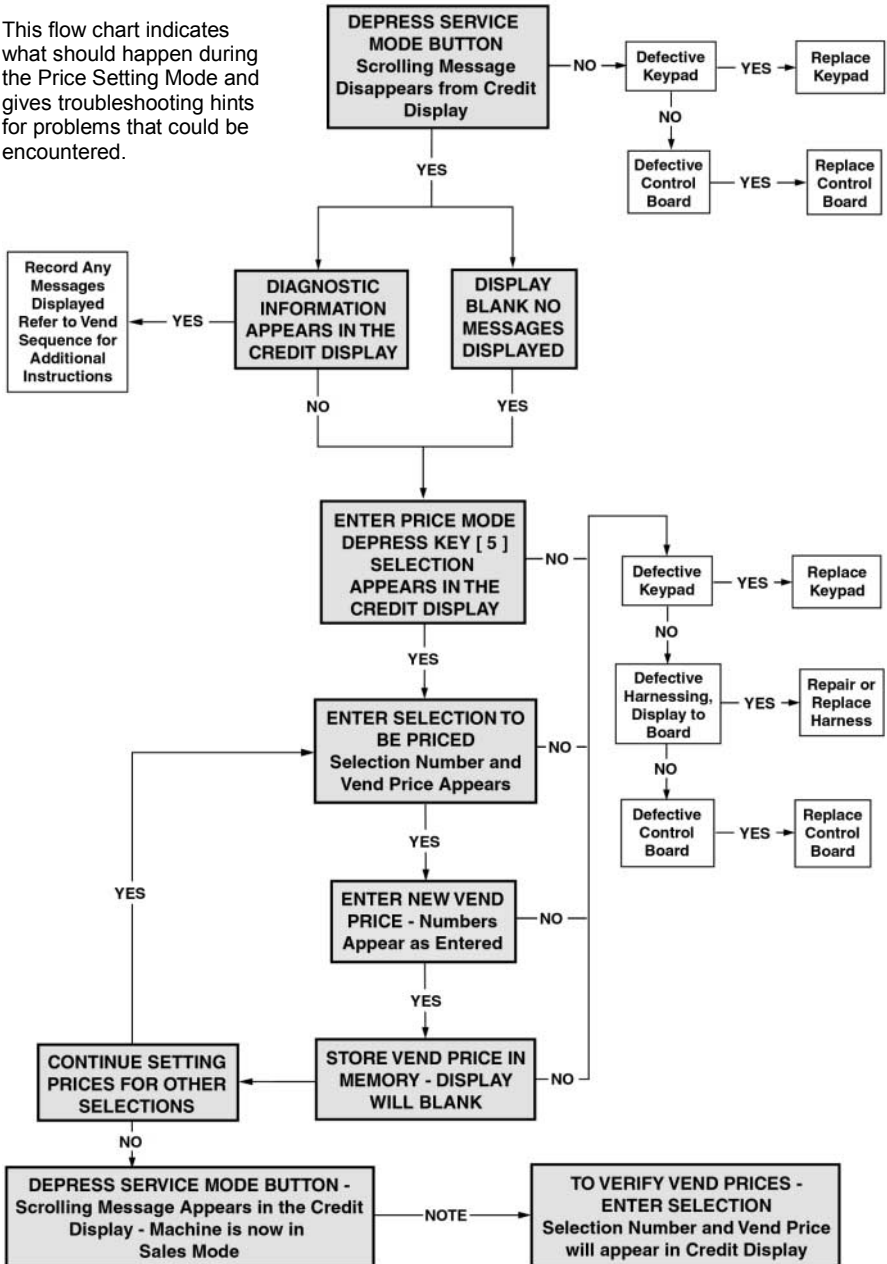 This flow chart indicates
what should happen during
the Price Setting Mode and
gives troubleshooting hints
for problems that could be
encountered.
DEPRESS SERVICE
MODE BUTTON
Scrolling Message
Disappears from Credit
Display
NO
Defective
Keypad
YES
Replace
Keypad
NO
Defective
Control
Board
YES
Replace
Control
Board
YES
Record Any
Messages
Displayed
Refer to Vend
Sequence for
Additional
Instructions
YES
DIAGNOSTIC
INFORMATION
APPEARS IN THE
CREDIT DISPLAY
DISPLAY
BLANK NO
MESSAGES
DISPLAYED
NO
YES
ENTER PRICE MODE
DEPRESS KEY [ 5 ]
SELECTION
APPEARS IN THE
CREDIT DISPLAY
NO
Defective
Keypad
YES
Replace
Keypad
NO
YES
Defective
Harnessing,
Display to
Board
YES
Repair or
Replace
Harness
ENTER SELECTION TO
BE PRICED
Selection Number and
Vend Price Appears
NO
NO
Defective
Control
Board
YES
Replace
Control
Board
YES
YES
ENTER NEW VEND
PRICE - Numbers
Appear as Entered
NO
YES
CONTINUE SETTING
PRICES FOR OTHER
SELECTIONS
STORE VEND PRICE IN
MEMORY - DISPLAY
WILL BLANK
NO
NO
DEPRESS SERVICE MODE BUTTON -
Scrolling Message Appears in the Credit
Display - Machine is now in
Sales Mode
NOTE
TO VERIFY VEND PRICES -
ENTER SELECTION
Selection Number and Vend Price
will appear in Credit Display